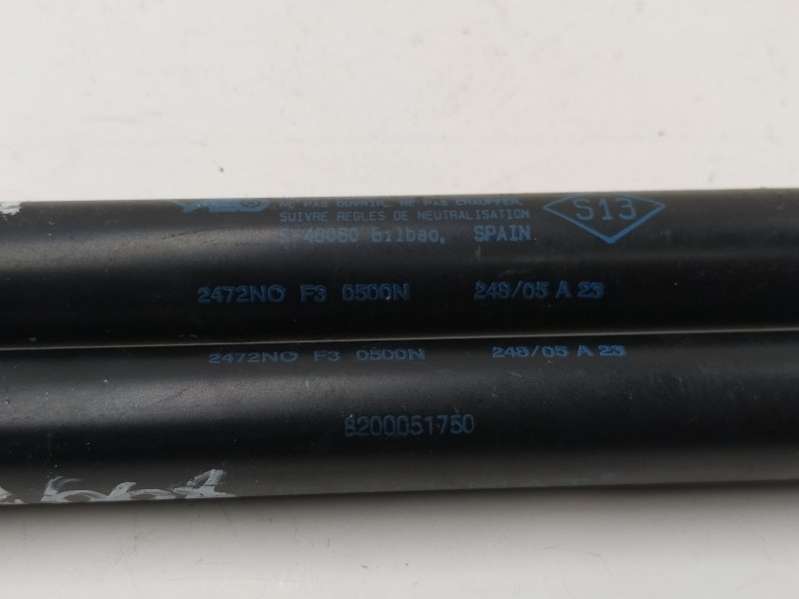 NE PAS OUVRIR, NE PAS CHAUFFER,
SUIVRE REGLES DE NEUTRALISATION
Bilbao, SPAIN
S13
2472NO F3 0500N 248/05 A 23
2472NO F3 0500N 248/05 A 23
8200051750